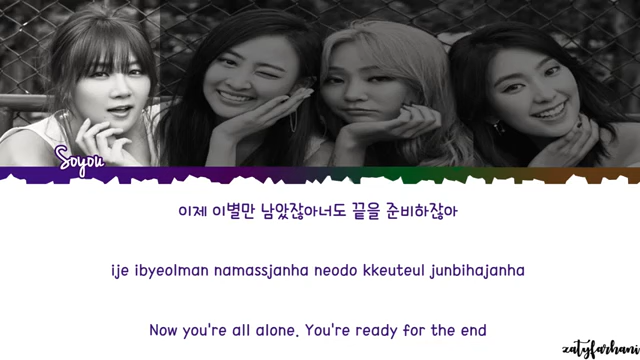 Soyou
이제 이별만 남았잖아너도 끝을 준비하잖아
ije ibyeolman namassjanha neodo kkeuteul junbihajanha
Now you're all alone. You're ready for the end
zatyfarhani